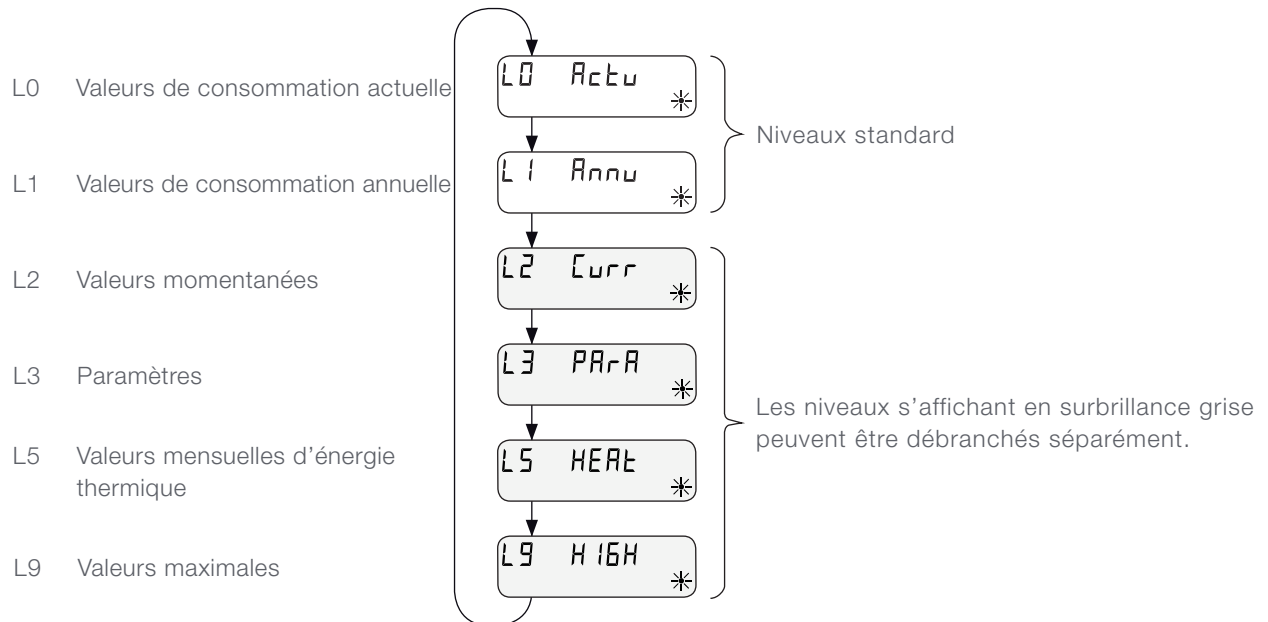 L0 Valeurs de consommation actuelle
L0 Actu
L1 Valeurs de consommation annuelle
L1 Annu
Niveaux standard
L2 Valeurs momentanées
L2 Curr
L3 Paramètres
L3 PArA
Les niveaux s’affichant en surbrillance grise
peuvent être débranchés séparément.
L5 Valeurs mensuelles d’énergie
thermique
L5 HEAt
L9 Valeurs maximales
L9 HIGH